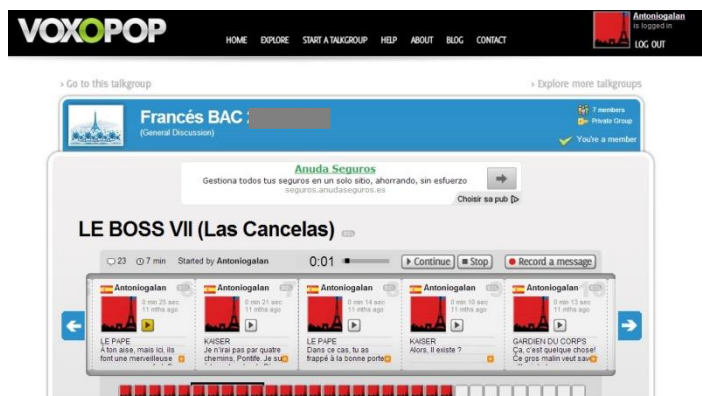 VOXOPOP
HOME EXPLORE START A TALKGROUP HELP ABOUT BLOG CONTACT
Antoniogalan
is logged in
LOG OUT
› Go to this talkgroup
› Explore more talkgroups
Francés BAC
(General Discussion)
7 members
Private Group
You're a member
Anuda Seguros
Gestiona todos tus seguros en un solo sitio, ahorrando, sin esfuerzo
seguros.anudaseguros.es
Choisir sa pub
LE BOSS VII (Las Cancelas)
23 7 min Started by Antoniogalan 0:01 Continue Stop Record a message
Antoniogalan
0 min 25 sec
11 mths ago
LE PAPE
A ton aise, mais ici, ils
font une merveilleuse
Antoniogalan
0 min 21 sec
11 mths ago
KAISER
Je n'irai pas par quatre
chemins, Pontife. Je
Antoniogalan
0 min 14 sec
11 mths ago
LE PAPE
Dans ce cas, tu as
frappé à la bonne porte
Antoniogalan
0 min 10 sec
11 mths ago
KAISER
Alors, Il existe ?
Antoniogalan
0 min 13 sec
11 mths ago
GARDIEN DU CORPS
Ça, c'est quelque chose!
Ce gros malin veut